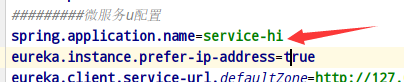 #########微服务u配置
spring.application.name=service-hi
eureka.instance.prefer-ip-address=true
eureka.client.service-url.defaultZone=http://127.